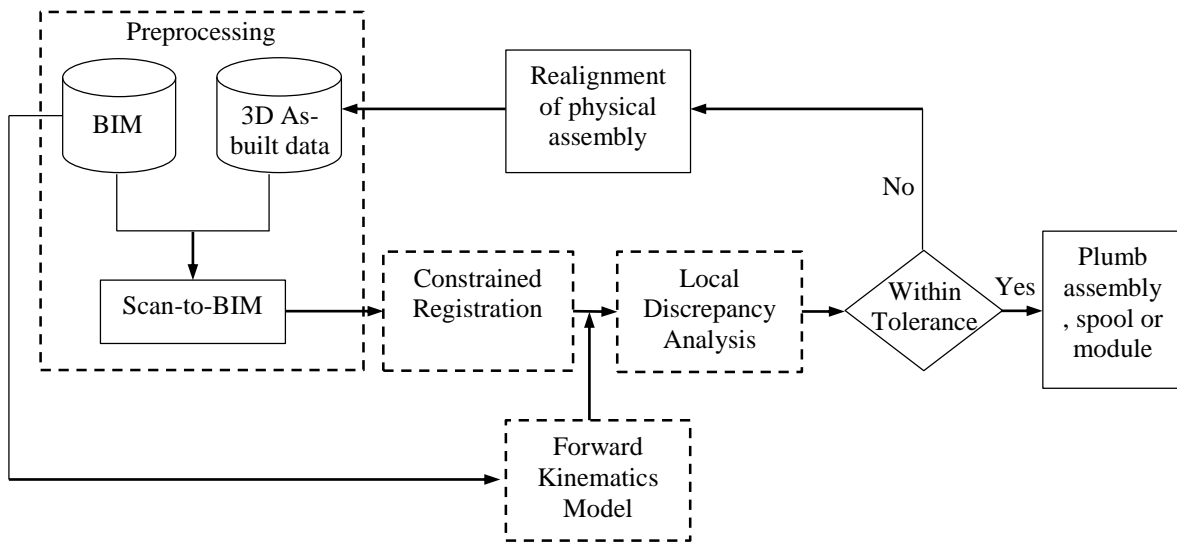 Preprocessing
BIM
3D As-
built data
Scan-to-BIM
Realignment
of physical
assembly
No
Constrained
Registration
Local
Discrepancy
Analysis
Within
Tolerance
Yes
Plumb
assembly
, spool or
module
Forward
Kinematics
Model